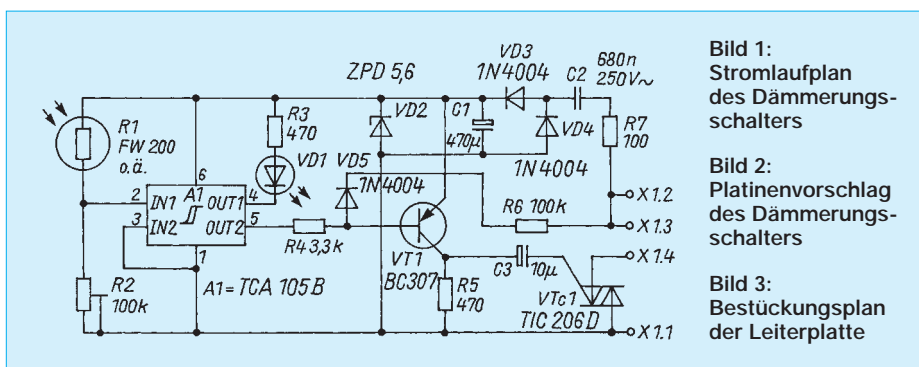 ZPD 5,6
VD3
1N4004
C2
680n
250V~
R1
FW 200
o.ä.
R3
470
VD1
VD2
C1
470µ
VD4
1N4004
R7
100
VD5
1N4004
6
A1
2
IN1
OUT1
4
3
IN2
OUT2
5
1
R4 3,3k
R6 100k
X1.2
X1.3
X1.4
X1.1
R2
100k
A1 = TCA 105 B
VT1
BC307
R5
470
C3
10µ
VTc1
TIC 206 D
Bild 1:
Stromlaufplan
des Dämmerungs-
schalters
Bild 2:
Platinenvorschlag
des Dämmerungs-
schalters
Bild 3:
Bestückungsplan
der Leiterplatte